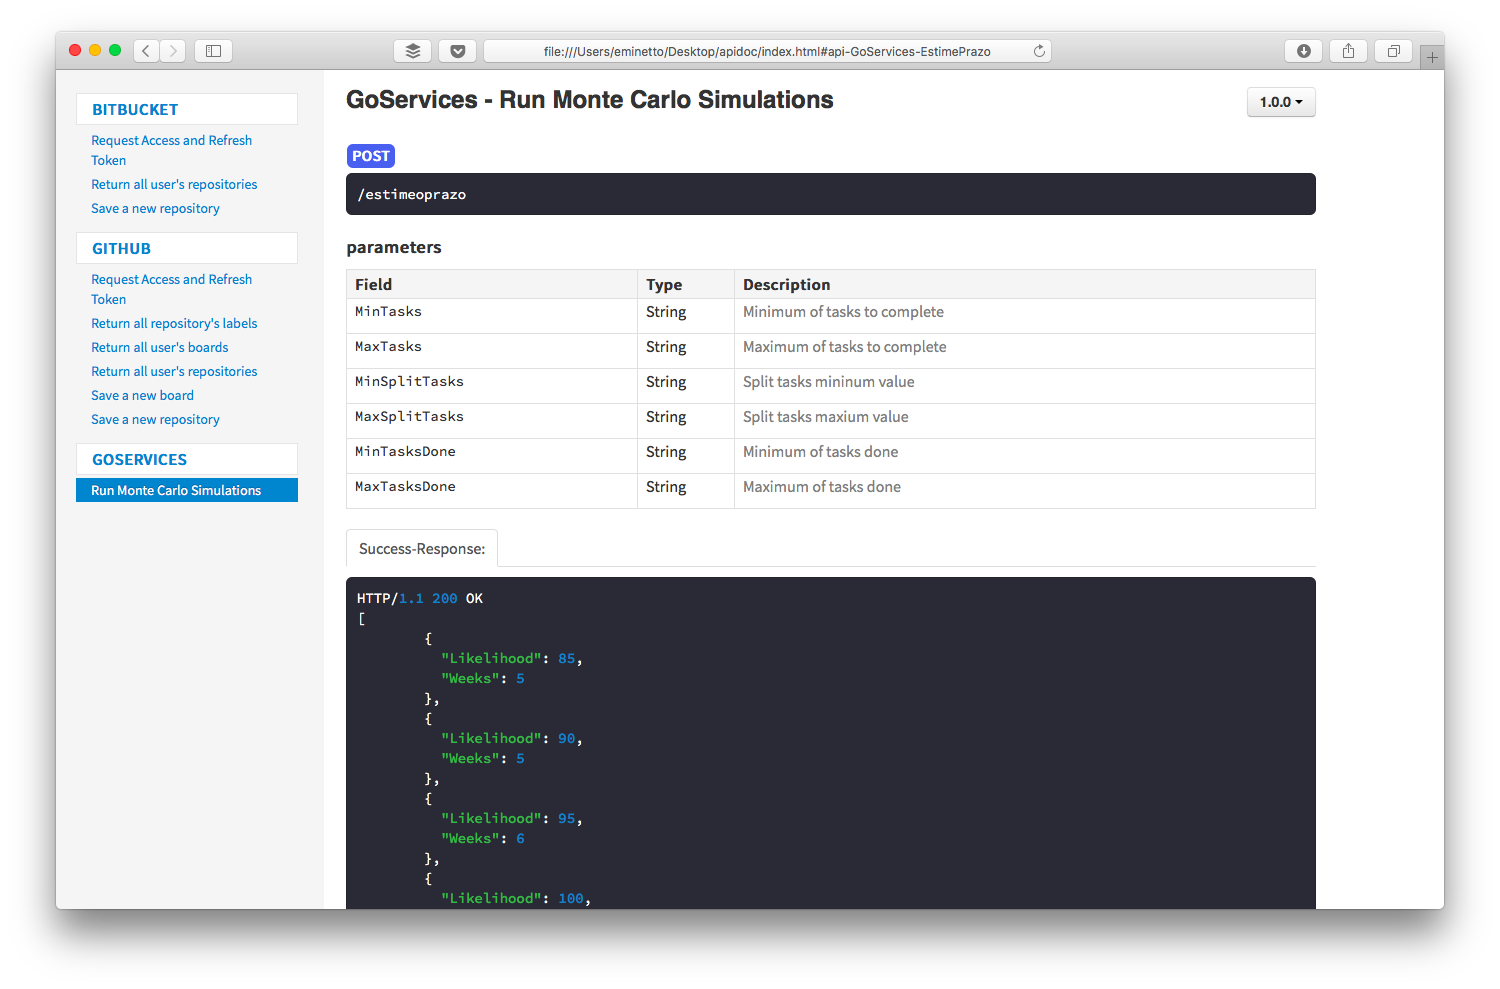 file:///Users/eminetto/Desktop/apidoc/index.html#api-GoServices-EstimePrazo
BITBUCKET
Request Access and Refresh
Token
Return all user's repositories
Save a new repository
GITHUB
Request Access and Refresh
Token
Return all repository's labels
Return all user's boards
Return all user's repositories
Save a new board
Save a new repository
GOSERVICES
Run Monte Carlo Simulations
GoServices - Run Monte Carlo Simulations
1.0.0
POST
/estimeoprazo
parameters
Field Type Description
MinTasks String Minimum of tasks to complete
MaxTasks String Maximum of tasks to complete
MinSplitTasks String Split tasks mininum value
MaxSplitTasks String Split tasks maxium value
MinTasksDone String Minimum of tasks done
MaxTasksDone String Maximum of tasks done
Success-Response:
HTTP/1.1 200 OK
[
{
"Likelihood": 85,
"Weeks": 5
},
{
"Likelihood": 90,
"Weeks": 5
},
{
"Likelihood": 95,
"Weeks": 6
},
{
"Likelihood": 100,